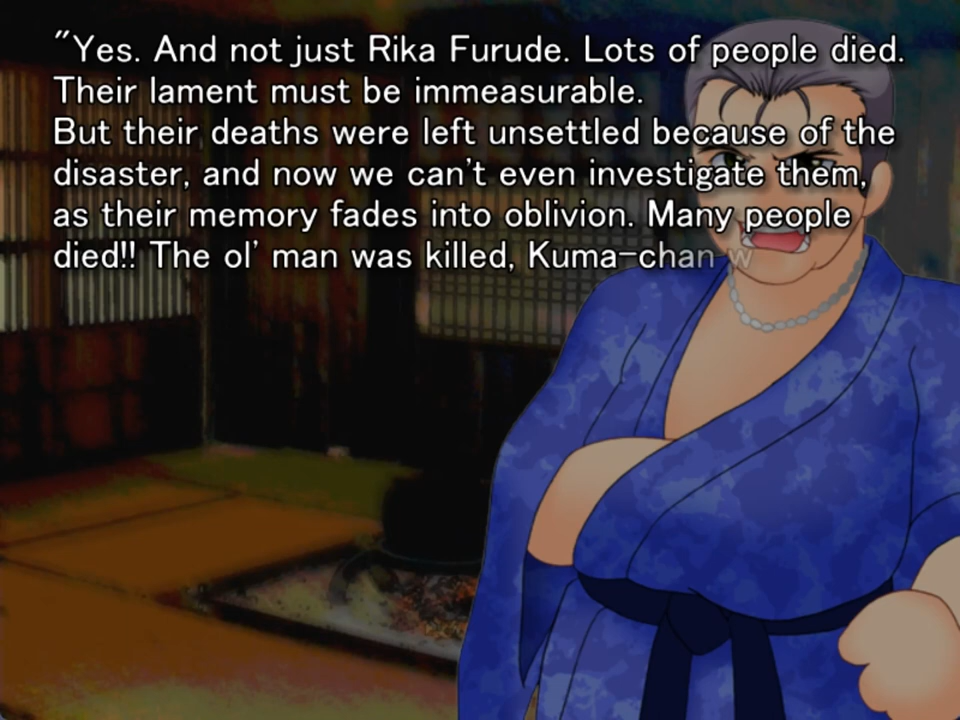 "Yes. And not just Rika Furude. Lots of people died.
Their lament must be immeasurable.
But their deaths were left unsettled because of the
disaster, and now we can't even investigate them,
as their memory fades into oblivion. Many people
died!! The ol' man was killed, Kuma-chan w